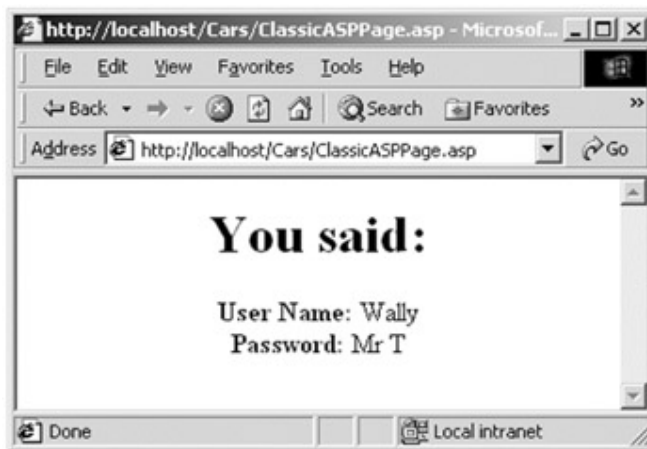 http://localhost/Cars/ClassicASPPage.asp - Microsof...
File Edit View Favorites Tools Help
Back Search Favorites »
Address http://localhost/Cars/ClassicASPPage.asp Go
You said:
User Name: Wally
Password: Mr T
Done Local intranet